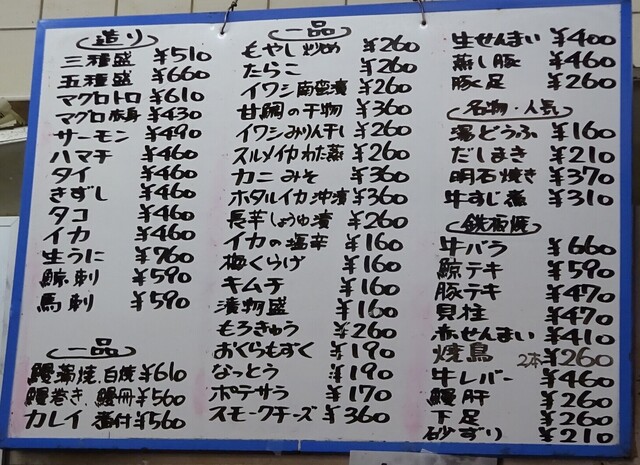 造り
三種盛 ¥510
五種盛 ¥660
マグロトロ ¥610
マグロ赤身 ¥430
サーモン ¥490
ハマチ ¥460
タイ ¥460
きずし ¥460
タコ ¥460
イカ ¥460
生うに ¥760
鯨刺 ¥590
馬刺 ¥590
一品
鰻蒲焼、白焼 ¥610
鰻巻き、鰻冊 ¥560
カレイ 番付 ¥560
一品
もやし炒め ¥260
たらこ ¥260
イワシ南蛮漬 ¥260
甘鯛の干物 ¥360
イワシみりん干し ¥260
スルメイカわた蒸 ¥260
カニみそ ¥360
ホタルイカ沖漬 ¥360
長芋しょうゆ漬 ¥260
イカの塩辛 ¥160
梅くらげ ¥160
キムチ ¥160
漬物盛 ¥160
もろきゅう ¥260
おくらもずく ¥190
なっとう ¥190
ポテサラ ¥170
スモークチーズ ¥360
生せんまい ¥400
蒸し豚 ¥460
豚足 ¥260
名物・人気
湯どうふ ¥160
だしまき ¥210
明石焼き ¥370
牛すじ煮 ¥310
鉄板焼
牛バラ ¥660
鯨テキ ¥590
豚テキ ¥470
貝柱 ¥470
赤せんまい ¥410
焼鳥 2本 ¥260
牛レバー ¥460
鰻肝 ¥260
下足 ¥260
砂ずり ¥210